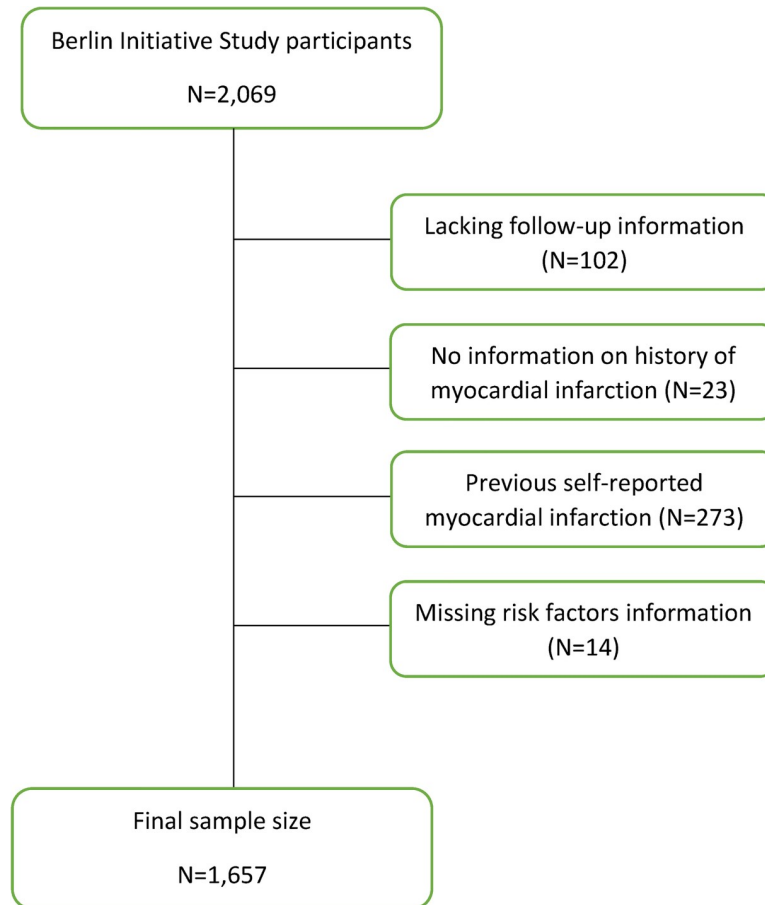 Berlin Initiative Study participants
N=2,069
Lacking follow-up information
(N=102)
No information on history of
myocardial infarction (N=23)
Previous self-reported
myocardial infarction (N=273)
Missing risk factors information
(N=14)
Final sample size
N=1,657